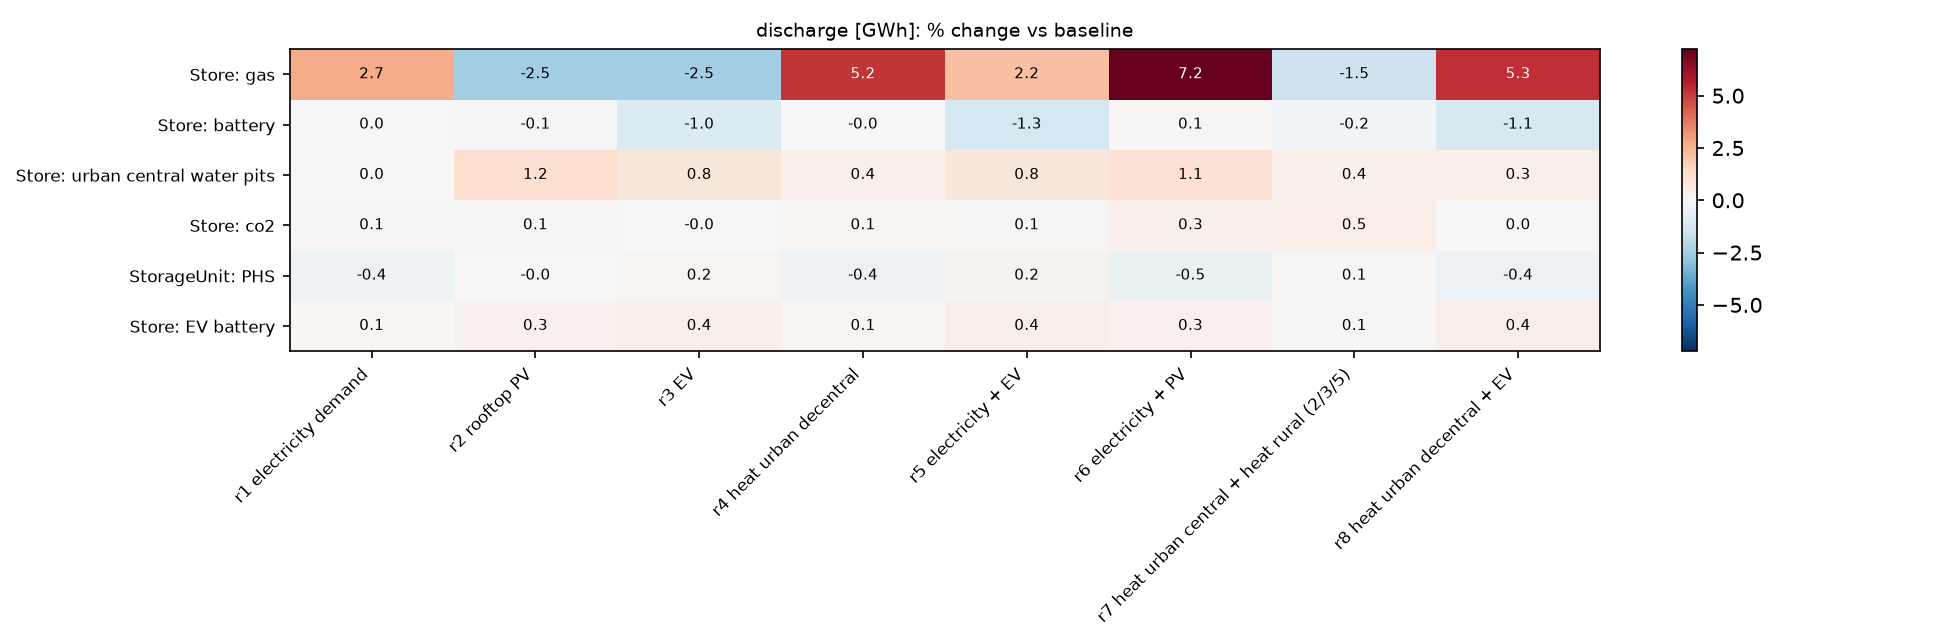 discharge [GWh]: % change vs baseline
Store: gas 2.7 -2.5 -2.5 5.2 2.2 7.2 -1.5 5.3
Store: battery 0.0 -0.1 -1.0 -0.0 -1.3 0.1 -0.2 -1.1
Store: urban central water pits 0.0 1.2 0.8 0.4 0.8 1.1 0.4 0.3
Store: co2 0.1 0.1 -0.0 0.1 0.1 0.3 0.5 0.0
StorageUnit: PHS -0.4 -0.0 0.2 -0.4 0.2 -0.5 0.1 -0.4
Store: EV battery 0.1 0.3 0.4 0.1 0.4 0.3 0.1 0.4
r1 electricity demand
r2 rooftop PV
r3 EV
r4 heat urban decentral
r5 electricity + EV
r6 electricity + PV
r7 heat urban central + heat rural (2/3/5)
r8 heat urban decentral + EV
5.0
2.5
0.0
−2.5
−5.0